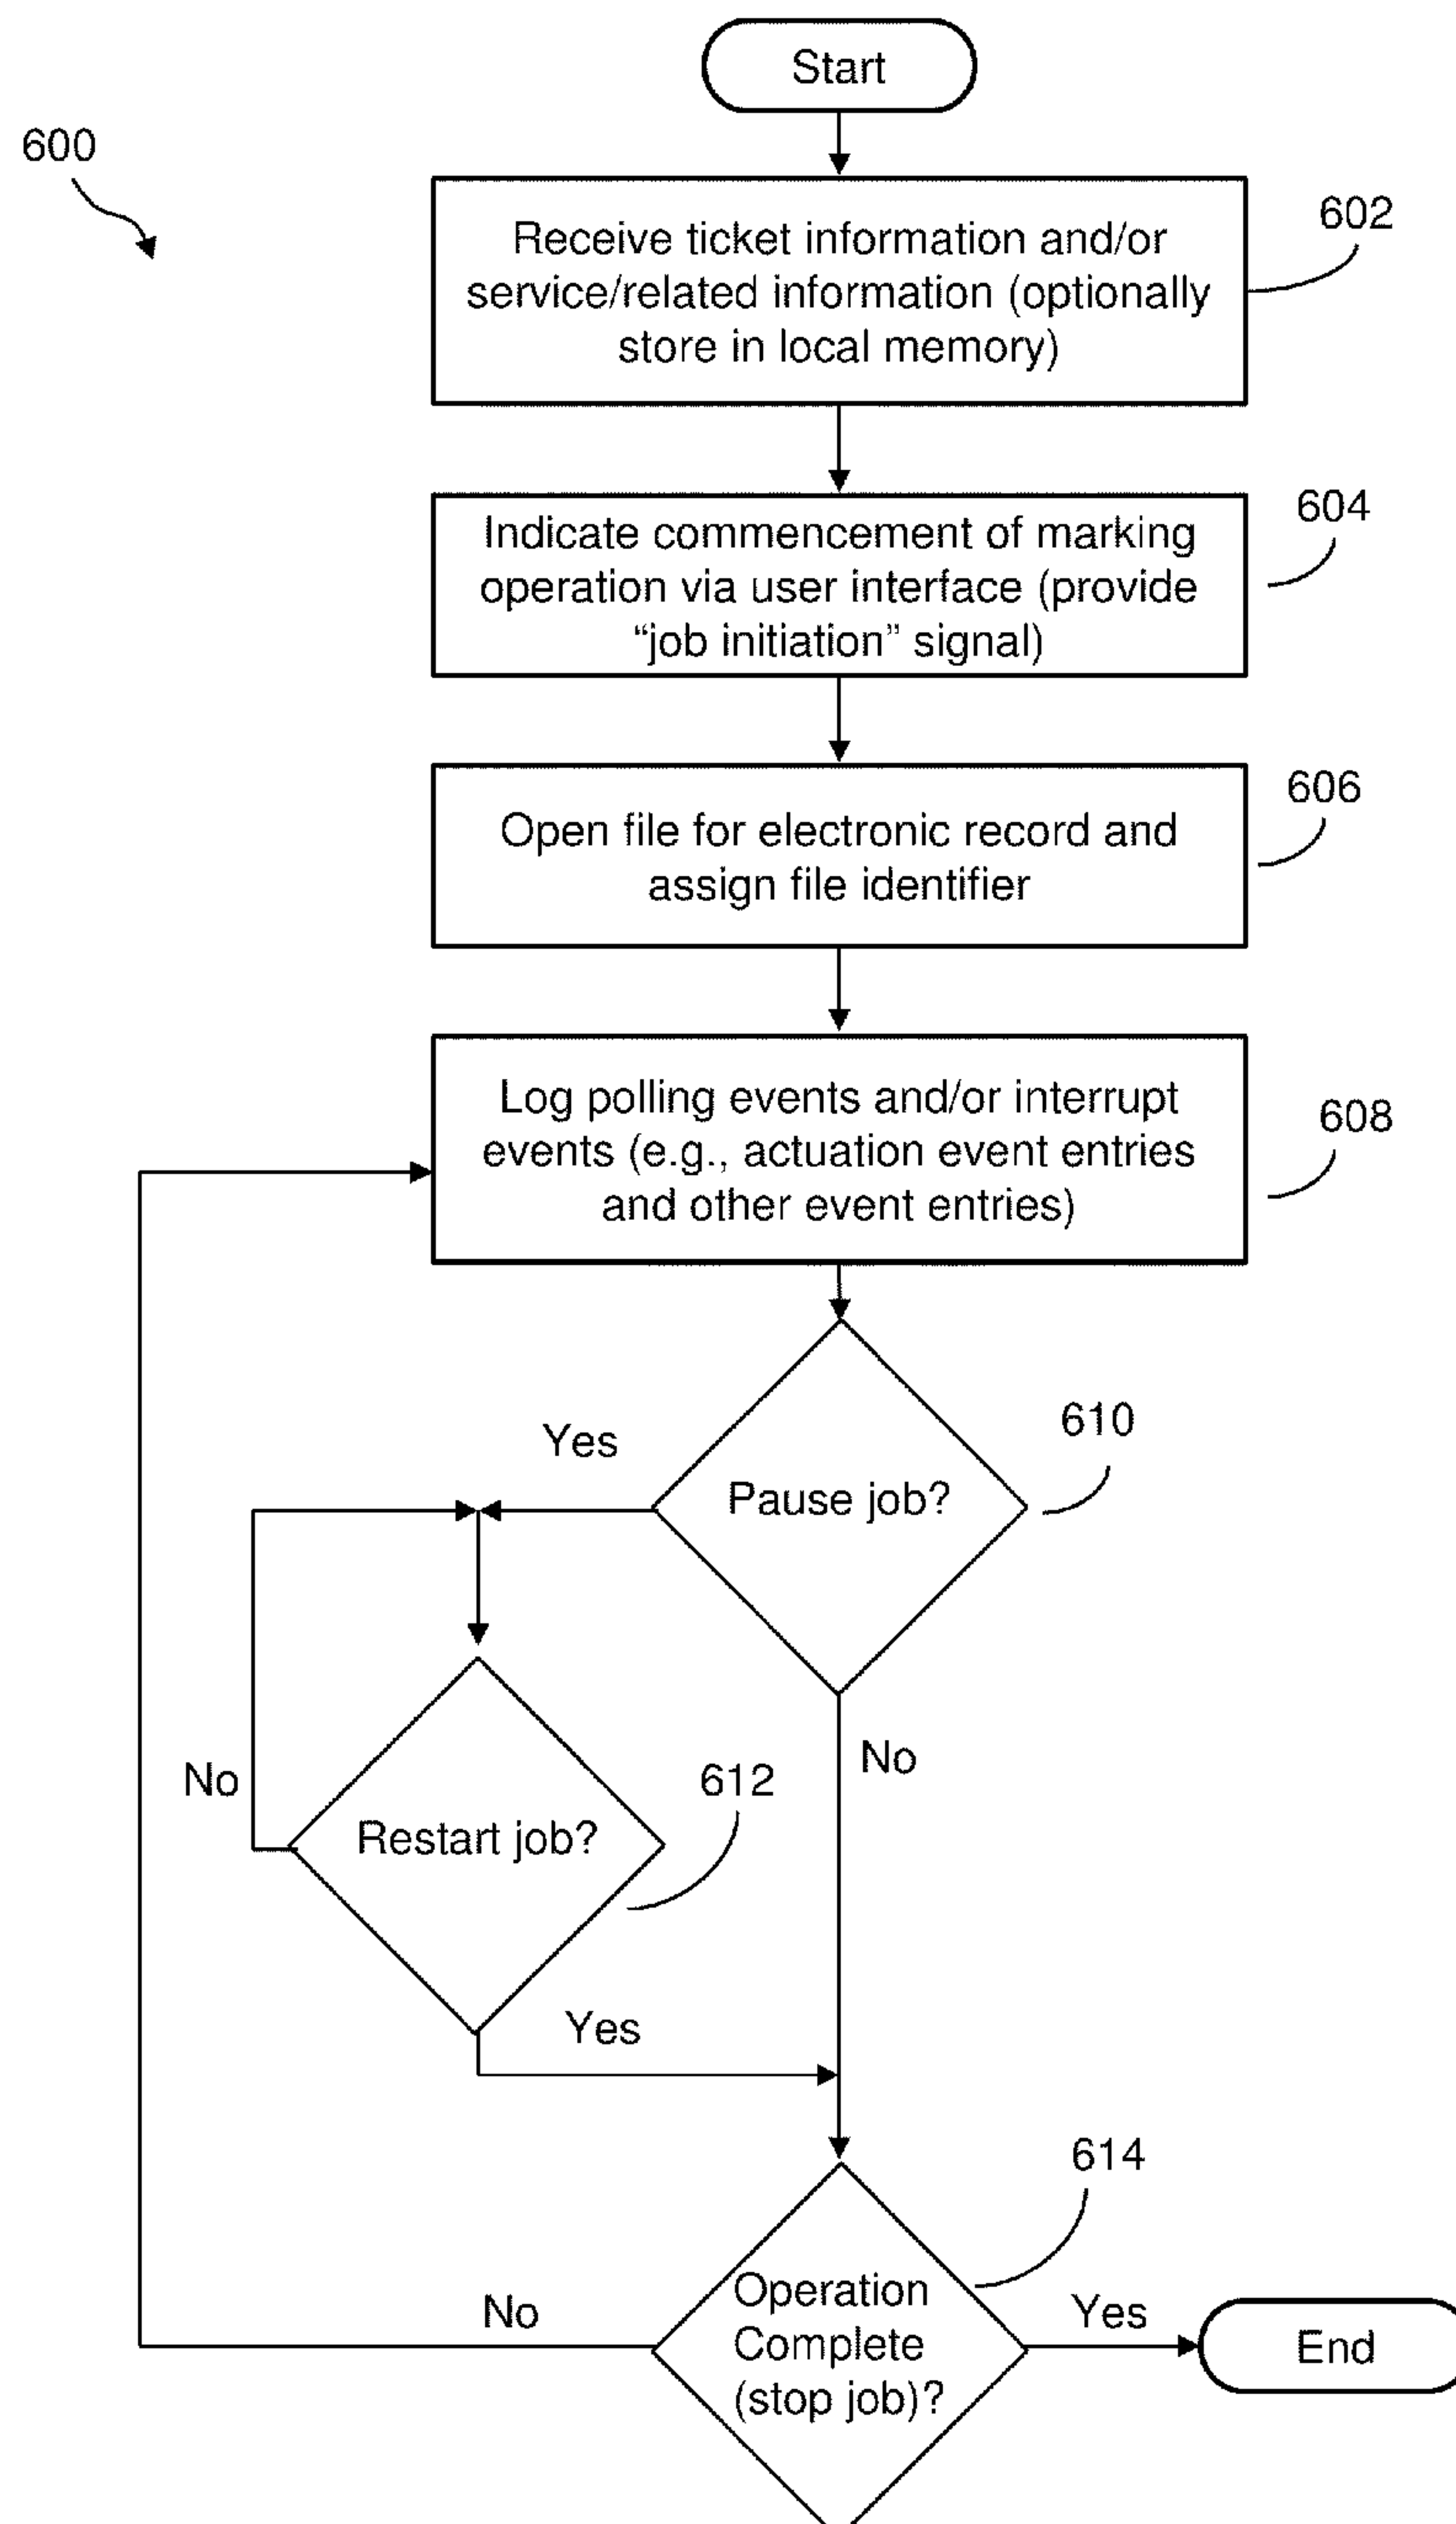 Start
600
602
Receive ticket information and/or
service/related information (optionally
store in local memory)
604
Indicate commencement of marking
operation via user interface (provide
“job initiation” signal)
606
Open file for electronic record and
assign file identifier
608
Log polling events and/or interrupt
events (e.g., actuation event entries
and other event entries)
610
Yes
Pause job?
No
No
612
Restart job?
Yes
614
No
Operation
Complete
(stop job)?
Yes
End